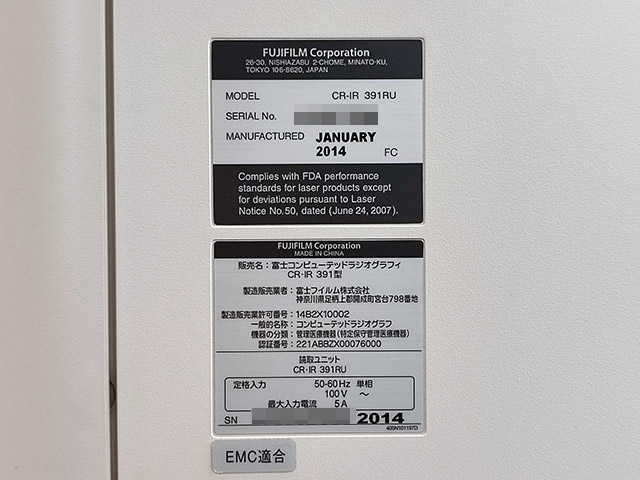 FUJIFILM Corporation
26-30, NISHIAZABU 2-CHOME, MINATO-KU,
TOKYO 106-8620, JAPAN
MODEL CR-IR 391RU
SERIAL No.
MANUFACTURED JANUARY
2014 FC
Complies with FDA performance
standards for laser products except
for deviations pursuant to Laser
Notice No.50, dated (June 24, 2007).
FUJIFILM Corporation
MADE IN CHINA
販売名：富士コンピューテッドラジオグラフィ
CR-IR 391型
製造販売業者：富士フイルム株式会社
神奈川県足柄上郡開成町宮台798番地
製造販売業許可番号：14B2X10002
一般的名称：コンピューテッドラジオグラフ
機器の分類：管理医療機器（特定保守管理医療機器）
認証番号：221ABBZX00076000
読取ユニット
CR-IR 391RU
定格入力 50-60Hz 単相
100V ～
最大入力電流 5A
SN 2014
405N101197D
EMC適合